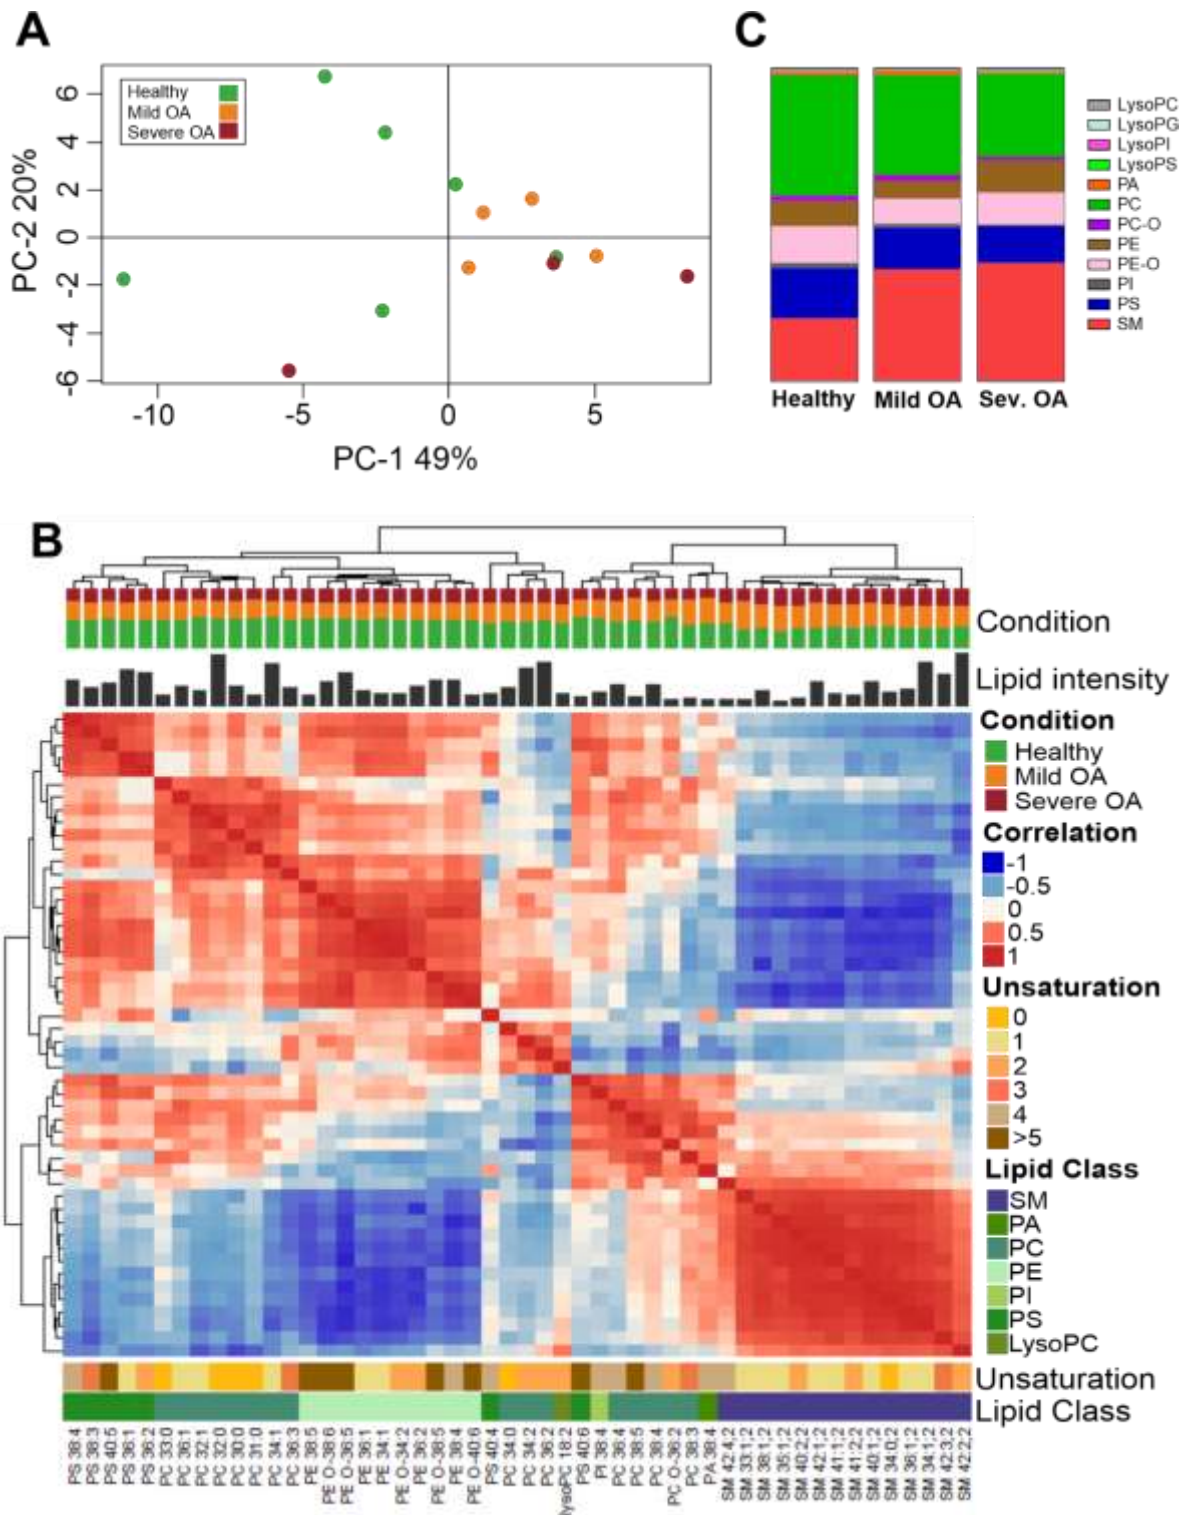 A
6
4
2
0
-2
-4
-6
PC-2 20%
Healthy
Mild OA
Severe OA
-10
-5
0
5
PC-1 49%
C
LysoPC
LysoPG
LysoPI
LysoPS
PA
PC
PC-O
PE
PE-O
PI
PS
SM
Healthy
Mild OA
Sev. OA
B
Condition
Lipid intensity
Condition
Healthy
Mild OA
Severe OA
Correlation
-1
-0.5
0
0.5
1
Unsaturation
0
1
2
3
4
>5
Lipid Class
SM
PA
PC
PE
PI
PS
LysoPC
Unsaturation
Lipid Class
PS 38:4
PS 38:3
PS 40:5
PS 36:1
PS 36:2
PC 33:0
PC 36:1
PC 32:1
PC 32:0
PC 30:0
PC 31:0
PC 34:1
PC 36:3
PE 38:5
PE O-38:6
PE O-36:5
PE 36:1
PE 34:1
PE O-34:2
PE 36:2
PE O-38:5
PE 38:4
PE O-40:6
PS 40:4
PC 34:0
PC 34:2
PC 36:2
lysoPC 18:2
PS 40:6
PI 38:4
PC 36:4
PC 38:5
PC 38:4
PC O-36:2
PC 38:3
PA 38:4
SM 42:4;2
SM 33:1;2
SM 38:1;2
SM 35:1;2
SM 40:2;2
SM 42:1;2
SM 41:1;2
SM 41:2;2
SM 40:1;2
SM 34:0;2
SM 36:1;2
SM 34:1;2
SM 42:3;2
SM 42:2;2